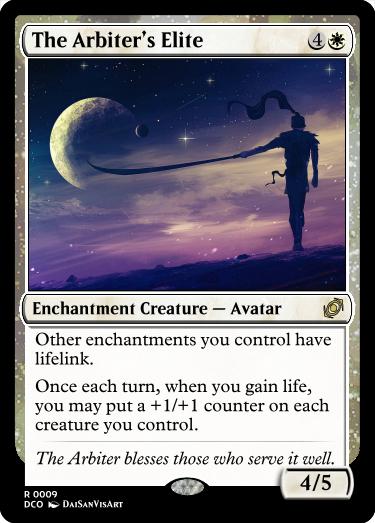 The Arbiter's Elite 4
Enchantment Creature — Avatar
Other enchantments you control have
lifelink.
Once each turn, when you gain life,
you may put a +1/+1 counter on each
creature you control.
The Arbiter blesses those who serve it well.
4/5
R 0009
DCO DaiSanVisArt